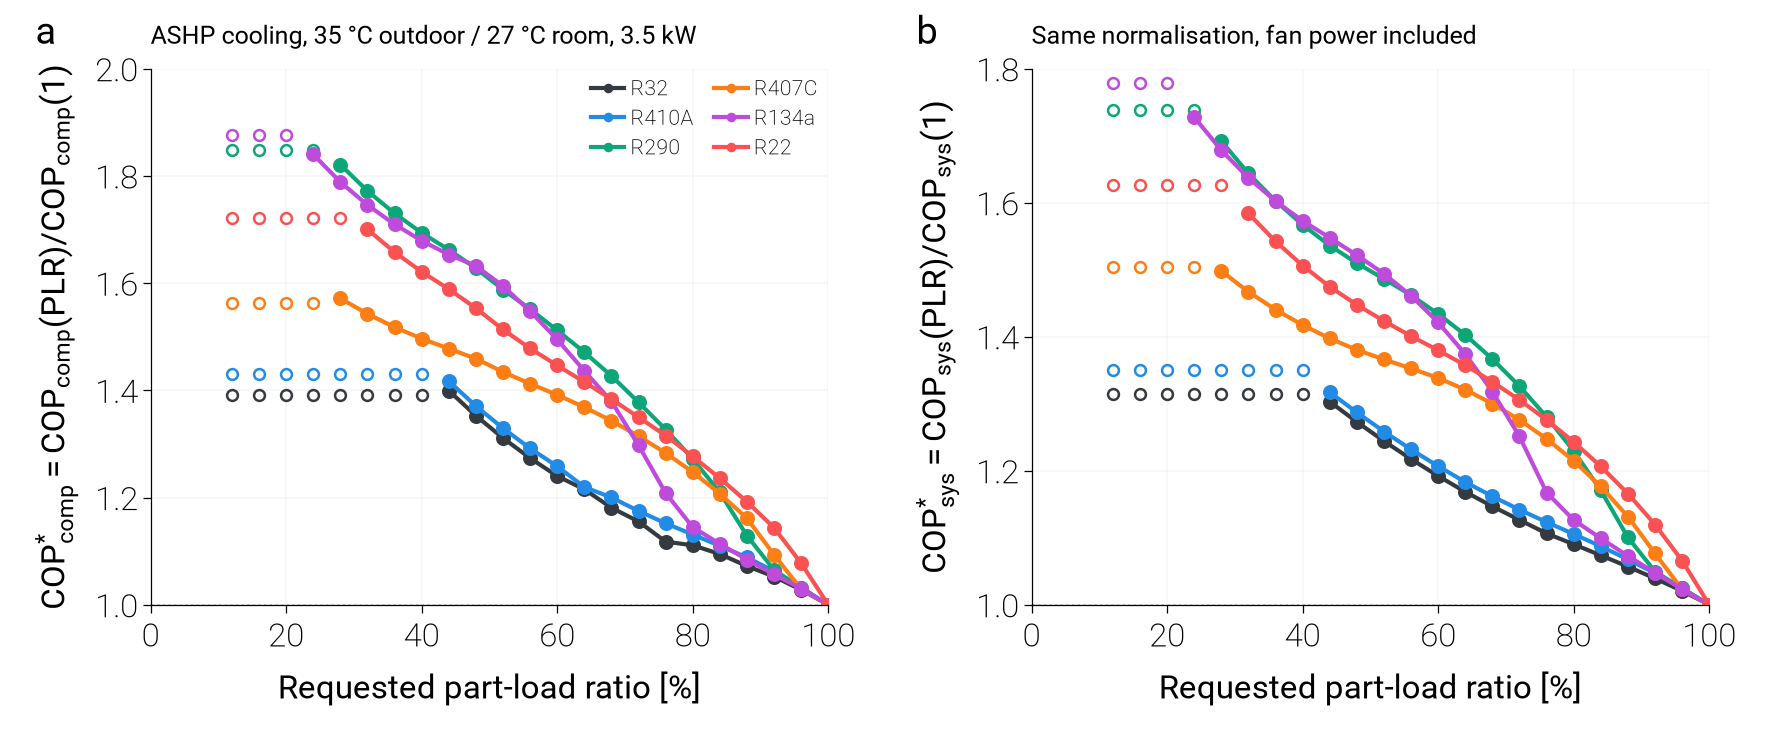 a
ASHP cooling, 35 °C outdoor / 27 °C room, 3.5 kW
COP*comp = COPcomp(PLR)/COPcomp(1)
2.0
1.8
1.6
1.4
1.2
1.0
0 20 40 60 80 100
Requested part-load ratio [%]
R32 R407C
R410A R134a
R290 R22
b
Same normalisation, fan power included
COP*sys = COPsys(PLR)/COPsys(1)
1.8
1.6
1.4
1.2
1.0
0 20 40 60 80 100
Requested part-load ratio [%]